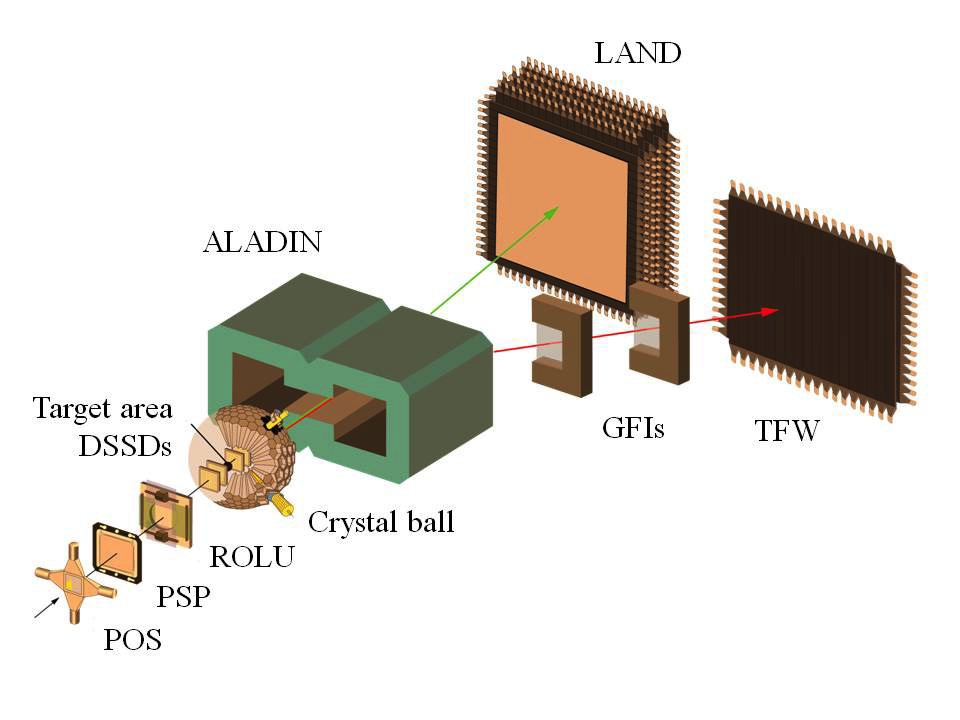 LAND
ALADIN
Target area
DSSDs
GFIs
TFW
Crystal ball
ROLU
PSP
POS